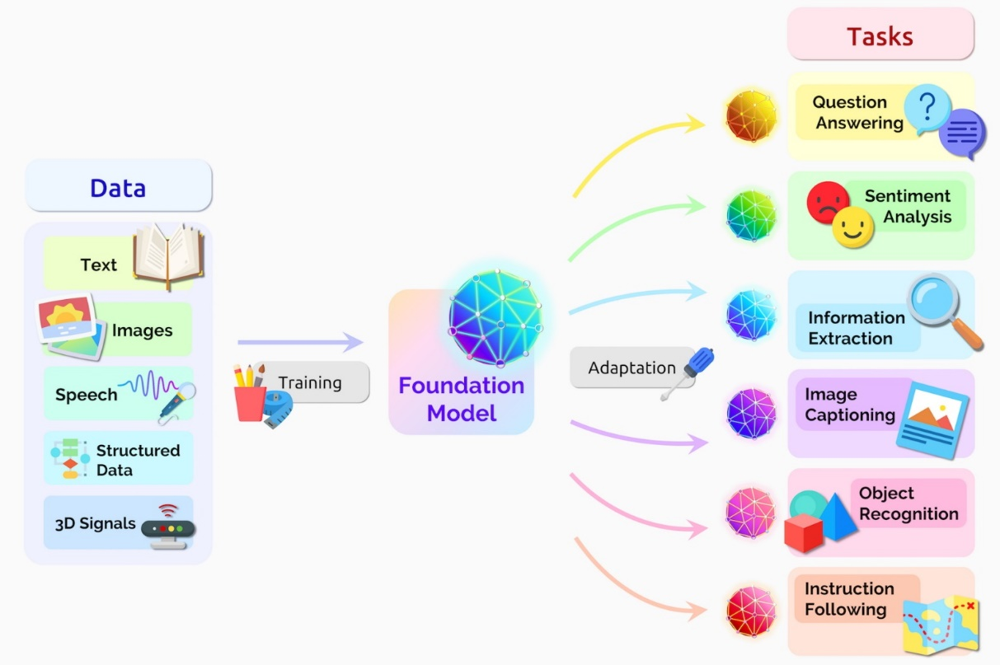 Data
Text
Images
Speech
Structured
Data
3D Signals
Training
Foundation
Model
Adaptation
Tasks
Question
Answering
?
Sentiment
Analysis
Information
Extraction
Image
Captioning
Object
Recognition
Instruction
Following